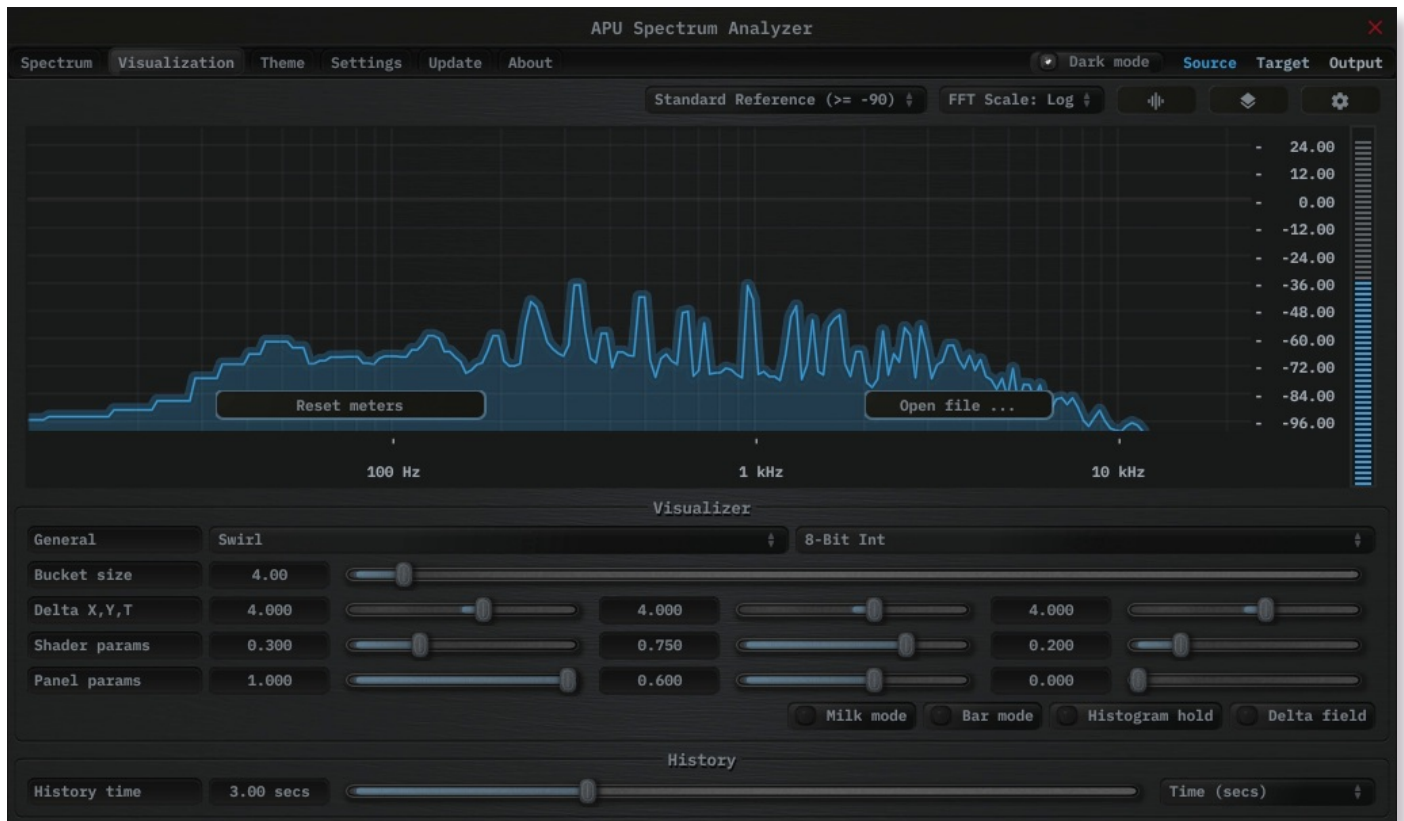 APU Spectrum Analyzer
Spectrum Visualization Theme Settings Update About Dark mode Source Target Output
Standard Reference (>= -90) FFT Scale: Log
- 24.00
- 12.00
- 0.00
- -12.00
- -24.00
- -36.00
- -48.00
- -60.00
- -72.00
- -84.00
Reset meters Open file ...
- -96.00
100 Hz 1 kHz 10 kHz
Visualizer
General Swirl 8-Bit Int
Bucket size 4.00
Delta X,Y,T 4.000 4.000 4.000
Shader params 0.300 0.750 0.200
Panel params 1.000 0.600 0.000
Milk mode Bar mode Histogram hold Delta field
History
History time 3.00 secs Time (secs)